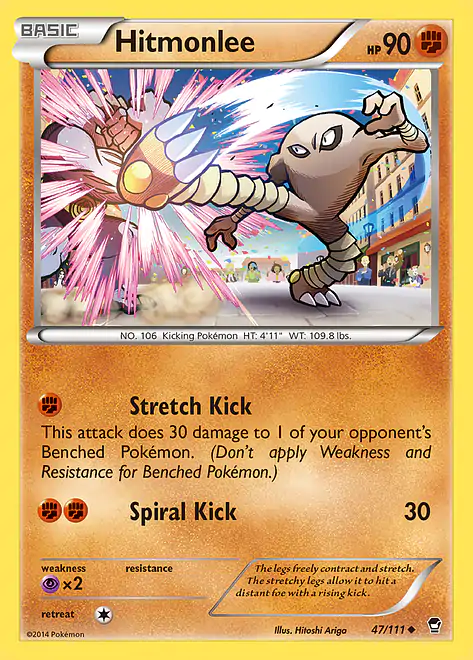 BASIC
Hitmonlee
HP 90
NO. 106 Kicking Pokémon HT: 4'11" WT: 109.8 lbs.
Stretch Kick
This attack does 30 damage to 1 of your opponent's
Benched Pokémon. (Don't apply Weakness and
Resistance for Benched Pokémon.)
Spiral Kick 30
weakness resistance
×2
The legs freely contract and stretch.
The stretchy legs allow it to hit a
distant foe with a rising kick.
retreat
©2014 Pokémon
Illus. Hitoshi Ariga
47/111